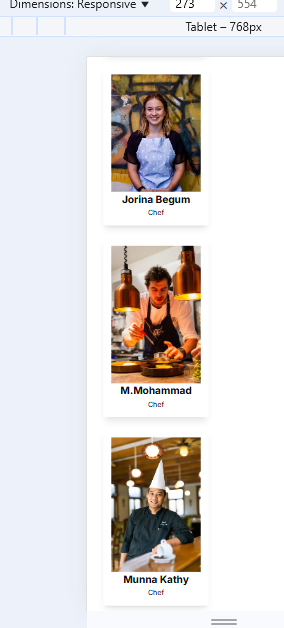 Dimensions: Responsive ▼ 273 × 554
Tablet – 768px
Jorina Begum
Chef
M.Mohammad
Chef
Munna Kathy
Chef